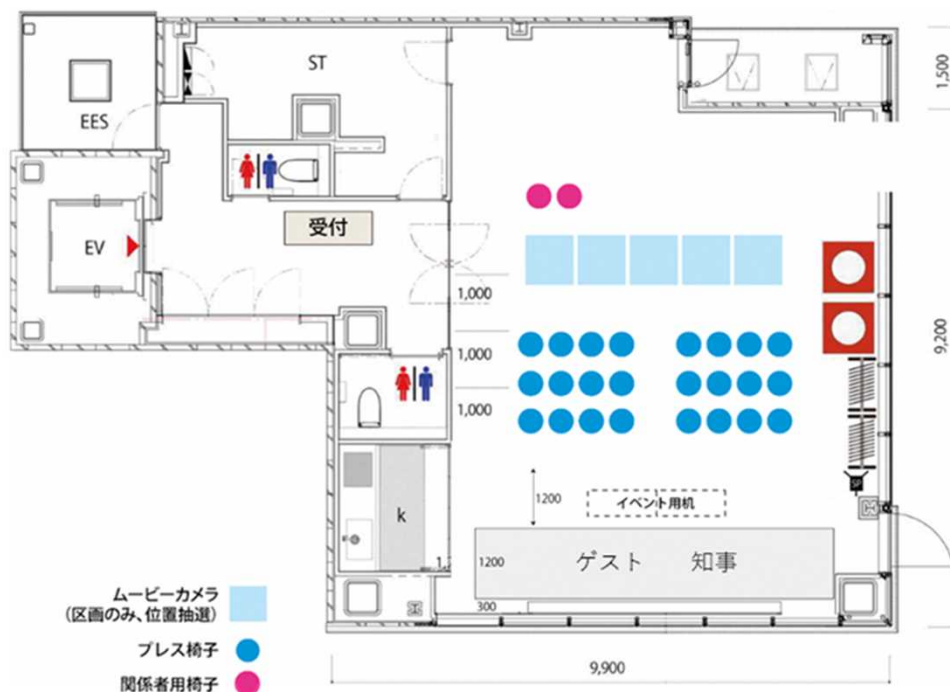 ST
EES
1,500
受付
EV
1,000
9,200
1,000
1,000
SP
1200
イベント用机
k
1200
ゲスト 知事
300
ムービーカメラ
(区画のみ、位置抽選)
プレス椅子
9,900
関係者用椅子